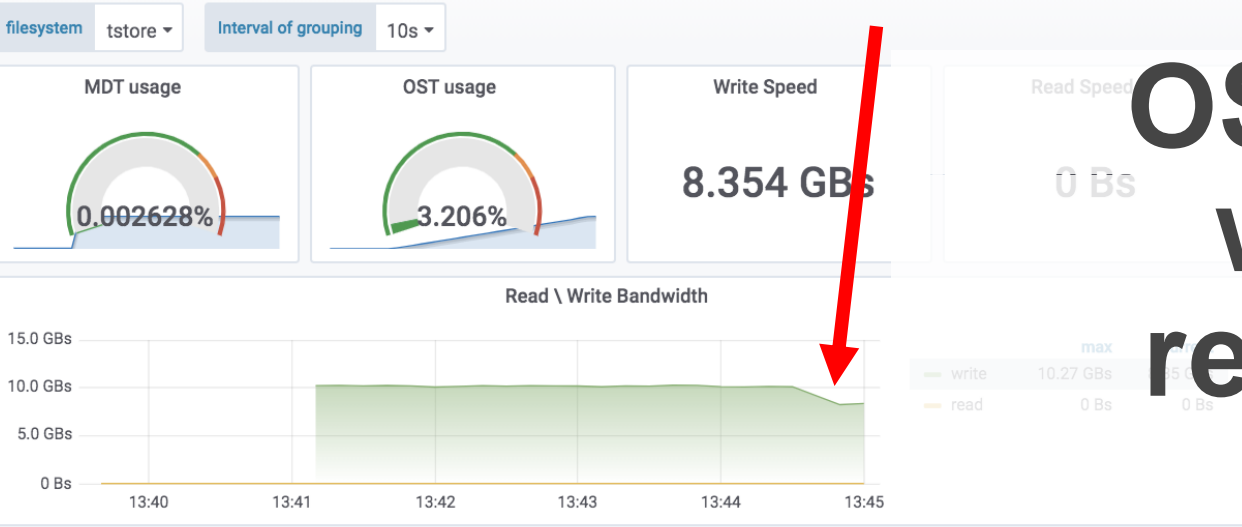 filesystem tstore Interval of grouping 10s
MDT usage OST usage Write Speed Read Speed
0.002628% 3.206% 8.354 GBs 0 Bs
Read \ Write Bandwidth
15.0 GBs
10.0 GBs
5.0 GBs
0 Bs
13:40 13:41 13:42 13:43 13:44 13:45
max
write 10.27 GBs
read 0 Bs 0 Bs
re